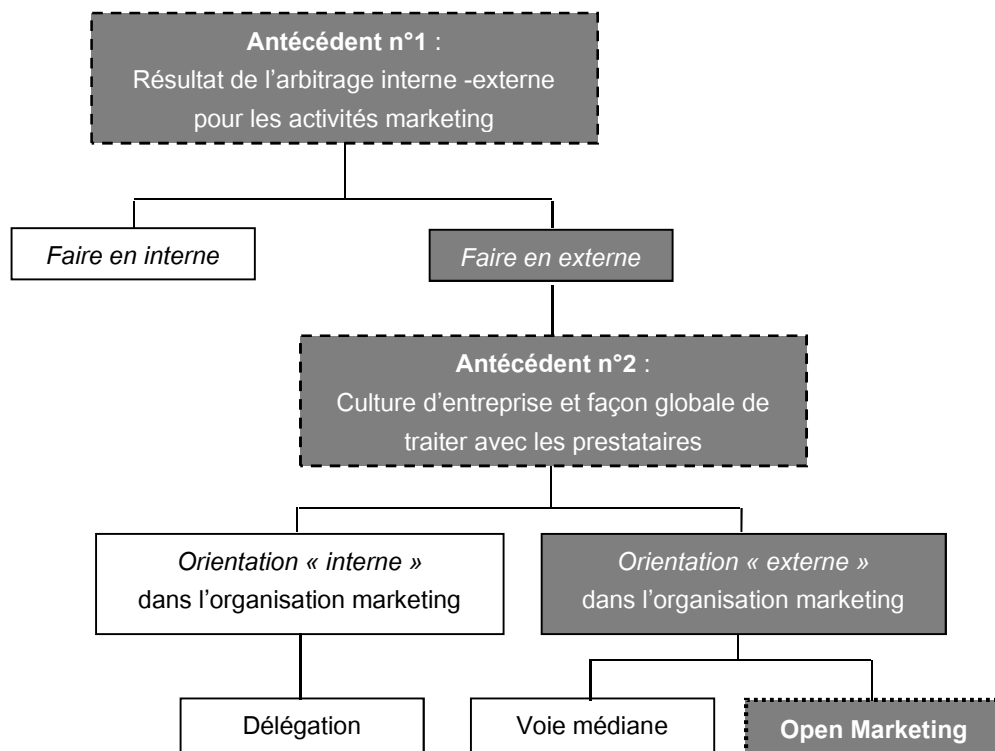 Antécédent n°1 :
Résultat de l'arbitrage interne -externe
pour les activités marketing
Faire en interne
Faire en externe
Antécédent n°2 :
Culture d'entreprise et façon globale de
traiter avec les prestataires
Orientation « interne »
dans l'organisation marketing
Orientation « externe »
dans l'organisation marketing
Délégation
Voie médiane
Open Marketing